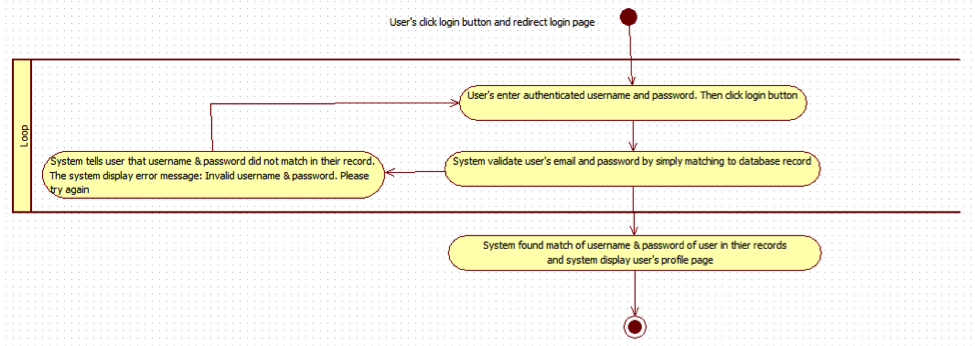 User's click login button and redirect login page
Loop
User's enter authenticated username and password. Then click login button
System validate user's email and password by simply matching to database record
System tells user that username & password did not match in their record.
The system display error message: Invalid username & password. Please
try again
System found match of username & password of user in thier records
and system display user's profile page